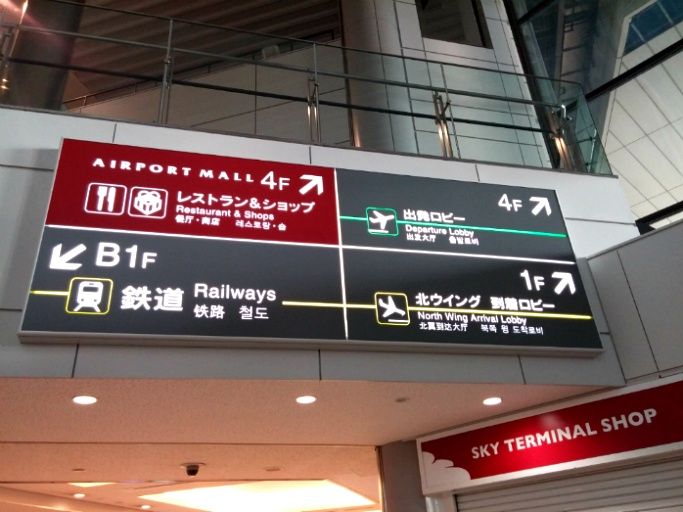 AIRPORT MALL 4F
レストラン&ショップ
Restaurant & Shops
餐厅·商店 레스토랑·숍
4F
出発ロビー
Departure Lobby
出发大厅 출발로비
B1F
鉄道 Railways
铁路 철도
1F
北ウイング 到着ロビー
North Wing Arrival Lobby
北翼到达大厅 북쪽 윙 도착로비
SKY TERMINAL SHOP